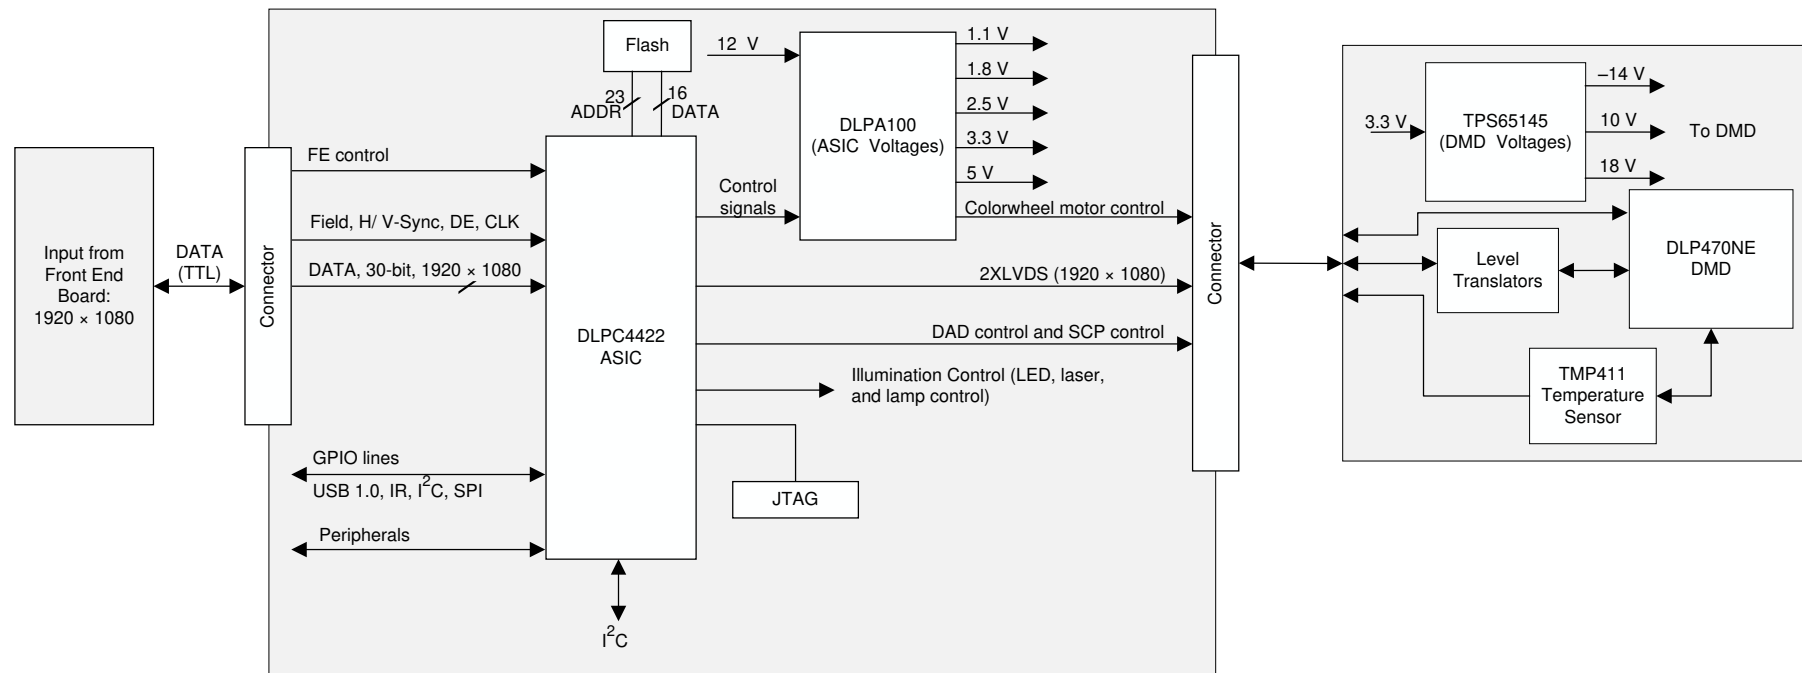 Input from
Front End
Board:
1920 × 1080
DATA
(TTL)
Connector
FE control
Field, H/ V-Sync, DE, CLK
DATA, 30-bit, 1920 × 1080
GPIO lines
USB 1.0, IR, I²C, SPI
Peripherals
Flash
23
ADDR
16
DATA
DLPC4422
ASIC
I²C
12 V
DLPA100
(ASIC Voltages)
1.1 V
1.8 V
2.5 V
3.3 V
5 V
Control
signals
Colorwheel motor control
2XLVDS (1920 × 1080)
DAD control and SCP control
Illumination Control (LED, laser,
and lamp control)
JTAG
Connector
3.3 V
TPS65145
(DMD Voltages)
–14 V
10 V
18 V
To DMD
Level
Translators
DLP470NE
DMD
TMP411
Temperature
Sensor